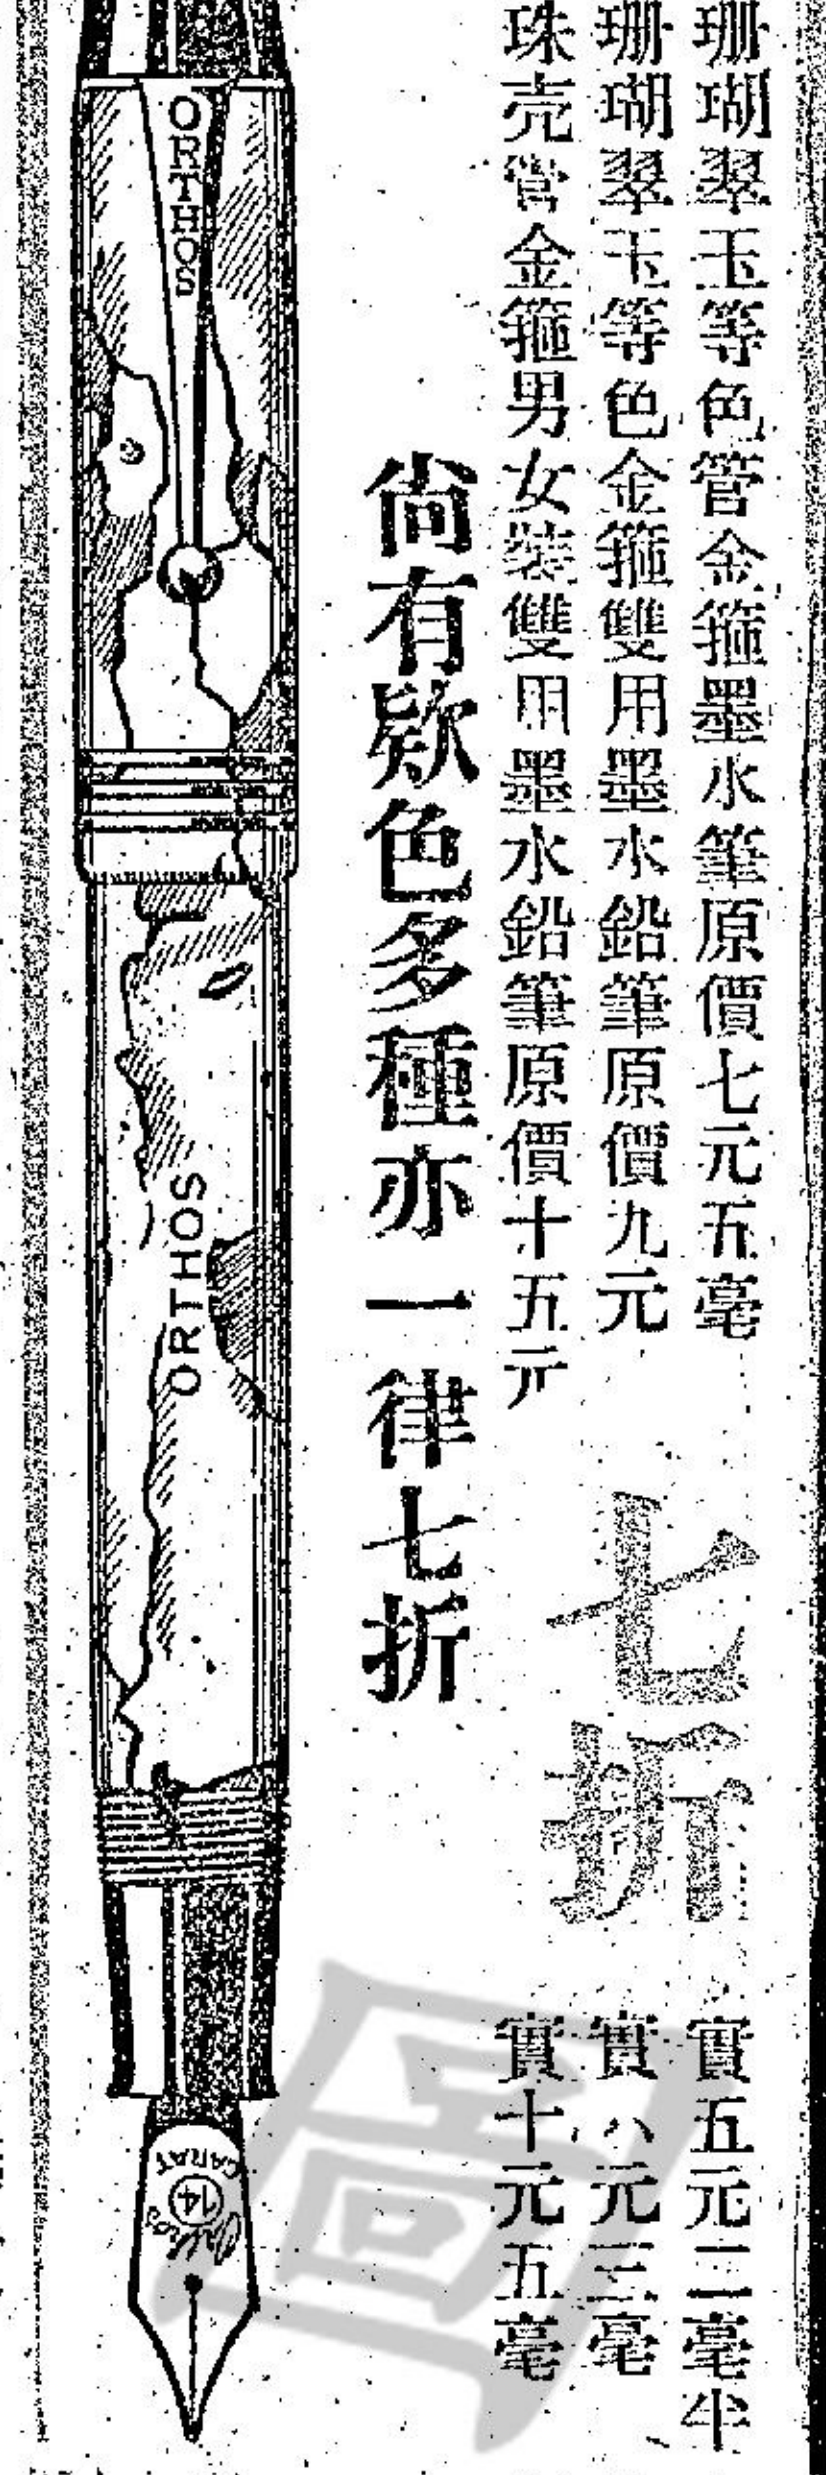 珊瑚翠玉等色管金箍墨水筆原價七元五毫
珊瑚翠玉等色金箍雙用墨水鉛筆原價九元
珠壳管金箍男女裝雙用墨水鉛筆原價十五元
七折
實五元二毫半
實六元三毫
實十元五毫
尙有欵色多種亦一律七折
ORTHOS
ORTHOS
Orthos
14
CARAT
圖